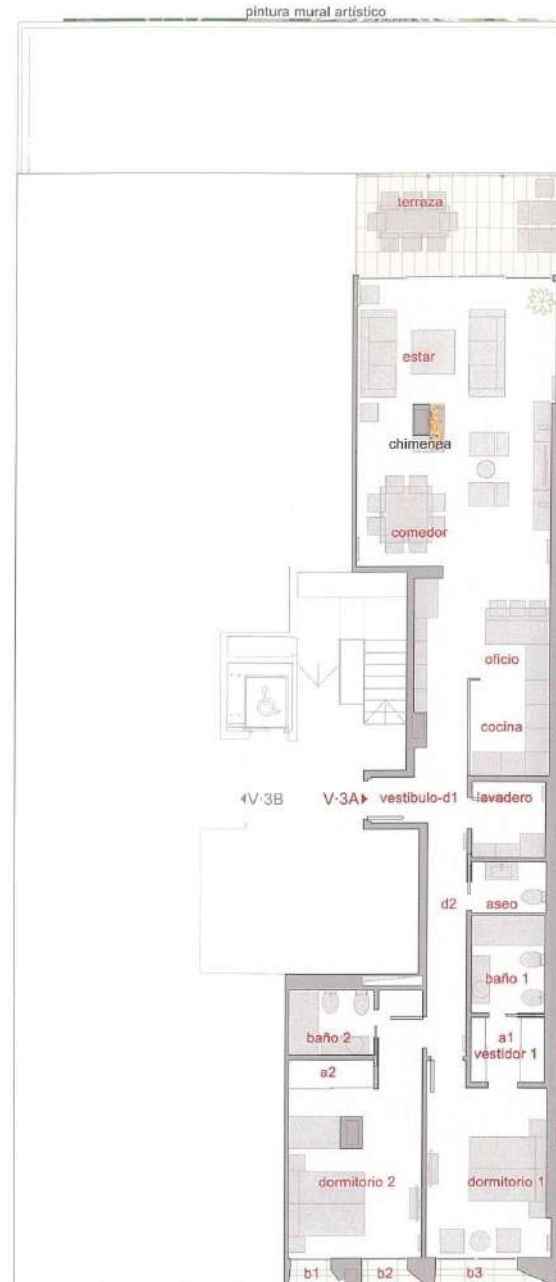 pintura mural artístico
terraza
estar
chimenea
comedor
oficio
cocina
◂V·3B V·3A▸ vestibulo-d1 lavadero
d2 aseo
baño 1
baño 2
a1
vestidor 1
a2
dormitorio 2 dormitorio 1
b1 b2 b3